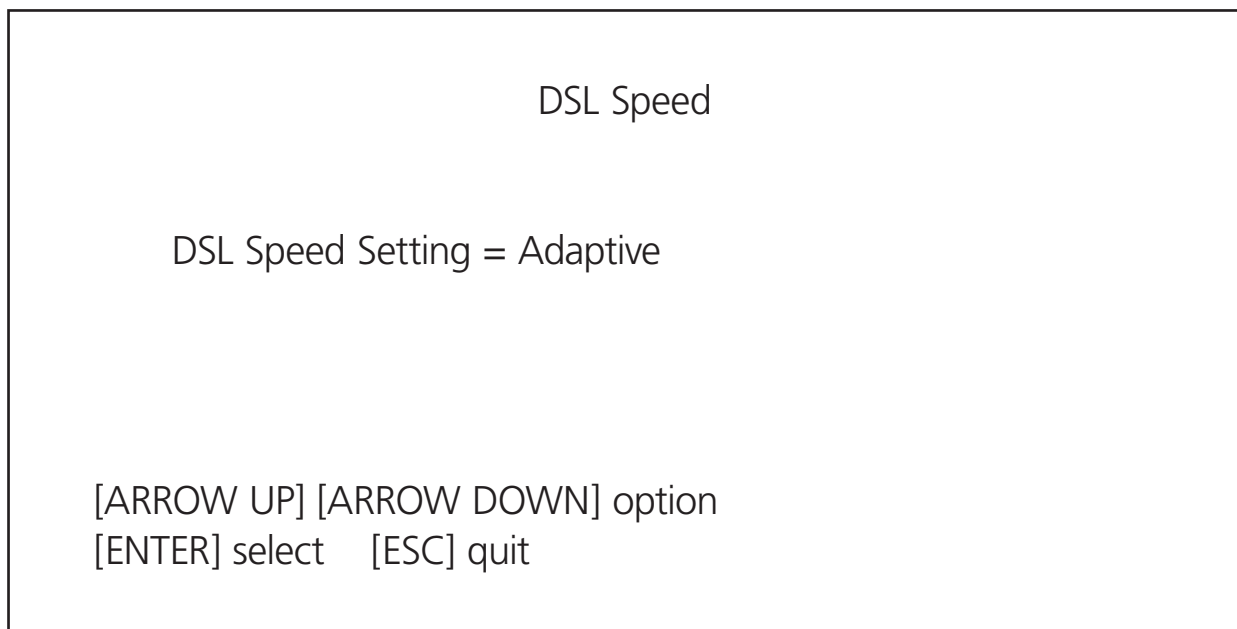 DSL Speed
DSL Speed Setting = Adaptive
[ARROW UP] [ARROW DOWN] option
[ENTER] select [ESC] quit